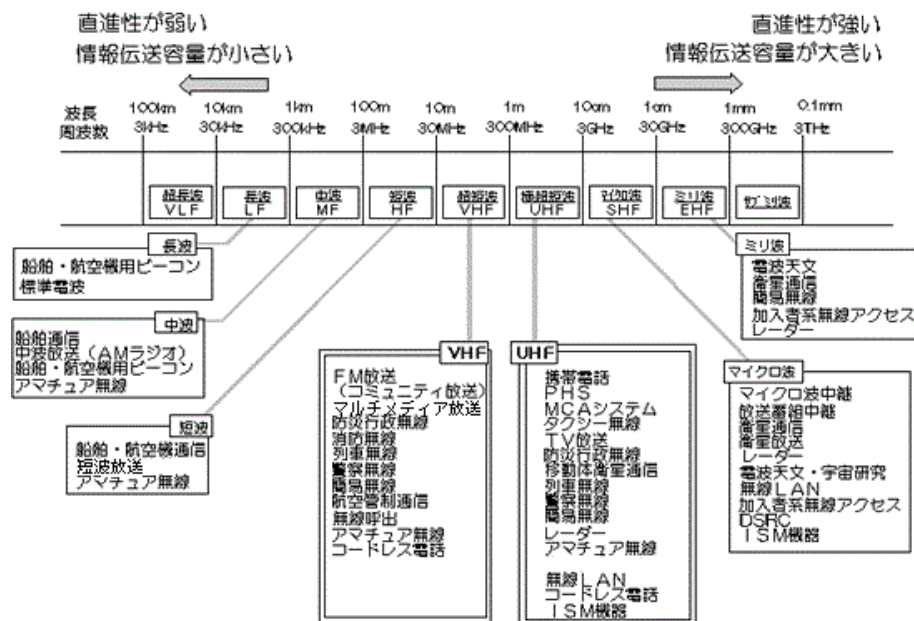 直進性が弱い
情報伝送容量が小さい
直進性が強い
情報伝送容量が大きい
波長 100km 10km 1km 100m 10m 1m 10cm 1cm 1mm 0.1mm
周波数 3kHz 30kHz 300kHz 3MHz 30MHz 300MHz 3GHz 30GHz 300GHz 3THz
超長波 長波 中波 短波 超短波 極超短波 マイクロ波 ミリ波 サブミリ波
VLF LF MF HF VHF UHF SHF EHF
長波
船舶・航空機用ビーコン
標準電波
中波
船舶通信
中波放送(AMラジオ)
船舶・航空機用ビーコン
アマチュア無線
短波
船舶・航空機通信
短波放送
アマチュア無線
VHF
FM放送
(コミュニティ放送)
マルチメディア放送
防災行政無線
消防無線
列車無線
警察無線
簡易無線
航空管制通信
無線呼出
アマチュア無線
コードレス電話
UHF
携帯電話
PHS
MCAシステム
タクシー無線
TV放送
防災行政無線
移動体衛星通信
列車無線
警察無線
簡易無線
レーダー
アマチュア無線
無線LAN
コードレス電話
ISM機器
ミリ波
電波天文
衛星通信
簡易無線
加入者系無線アクセス
レーダー
マイクロ波
マイクロ波中継
放送番組中継
衛星通信
衛星放送
レーダー
電波天文・宇宙研究
無線LAN
加入者系無線アクセス
DSRC
ISM機器